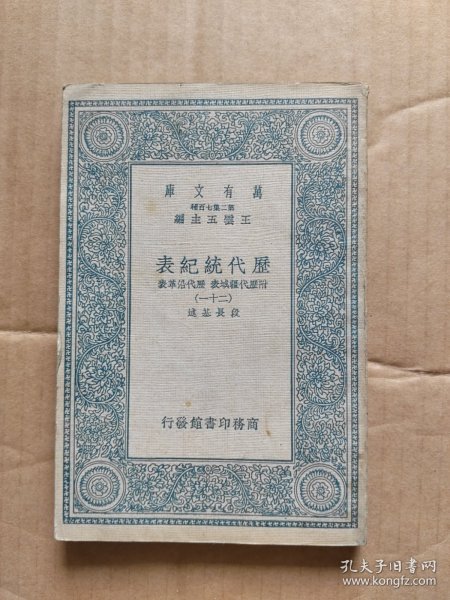 萬有文庫
第二集七百種
王雲五主編
歷代統紀表
附歷代疆域表 歷代沿革表
(二十一)
段長基述
商務印書館發行
孔夫子旧书网
www.kongfz.com